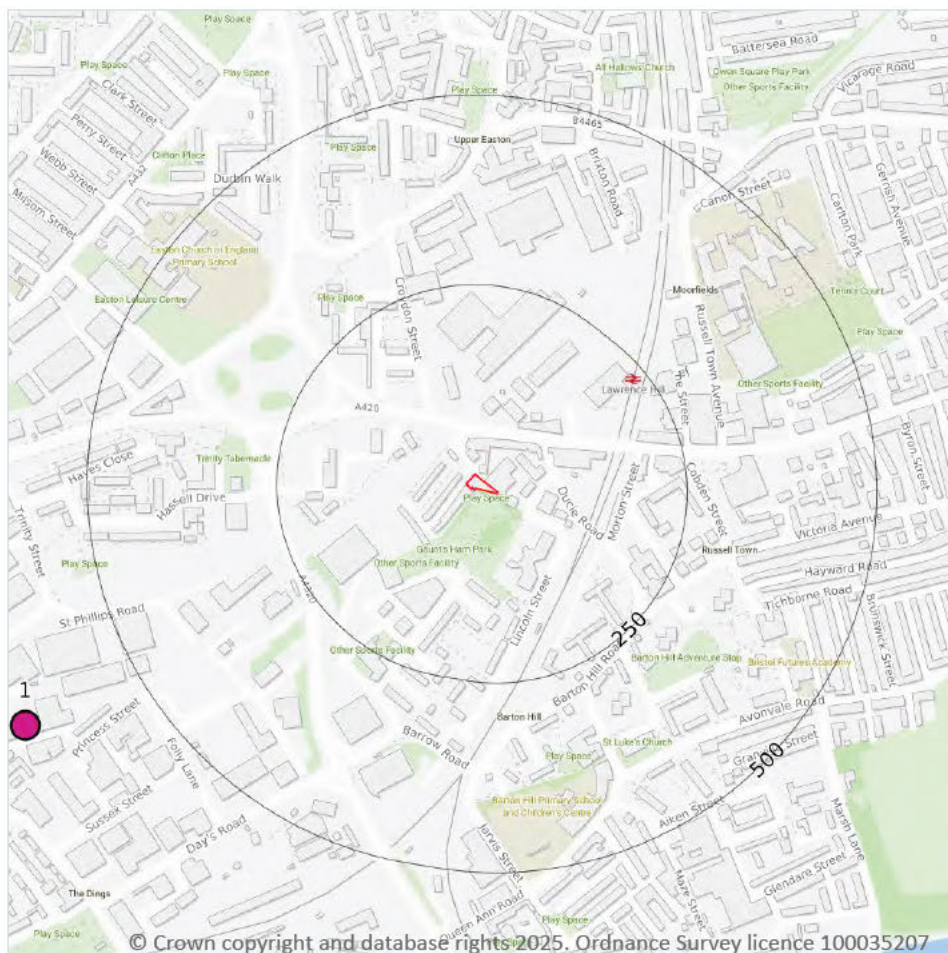 Play Space
Battersea Road
Play Space
Play Space
All Hallows Church
Owen Square Play Park
Other Sports Facility
Vicarage Road
Clark Street
Play Space
Perry Street
A432
B4465
Webb Street
Clifton Place
Play Space
Upper Easton
Milsom Street
Durbin Walk
Brixton Road
Canon Street
Carlton Park
Gerrish Avenue
Easton Church of England
Primary School
Easton Leisure Centre
Play Space
Croydon Street
Moorfields
Tennis Court
Play Space
Russell Town Avenue
Lawrence Hill
The Street
Other Sports Facility
A420
Hayes Close
Trinity Tabernacle
Hassell Drive
Byron Street
Cobden Street
Trinity Street
Play Space
Ducie Road
Morton Street
Victoria Avenue
Play Space
Gaunts Ham Park
Other Sports Facility
Russell Town
Hayward Road
Tichborne Road
Brunswick Street
A4320
Lincoln Street
St Phillips Road
250
Other Sports Facility
Barton Hill Road
Barton Hill Adventure Stop
Bristol Futures Academy
1
Princess Street
Barton Hill
Avonvale Road
Folly Lane
Barrow Road
St Luke's Church
Play Space
500
Sussex Street
Barton Hill Primary School
and Children's Centre
Aiken Street
Day's Road
Jarvis Street
Marsh Lane
Maze Street
Glendare Street
The Dings
Play Space
Queen Ann Road
Play Space
© Crown copyright and database rights 2025. Ordnance Survey licence 100035207